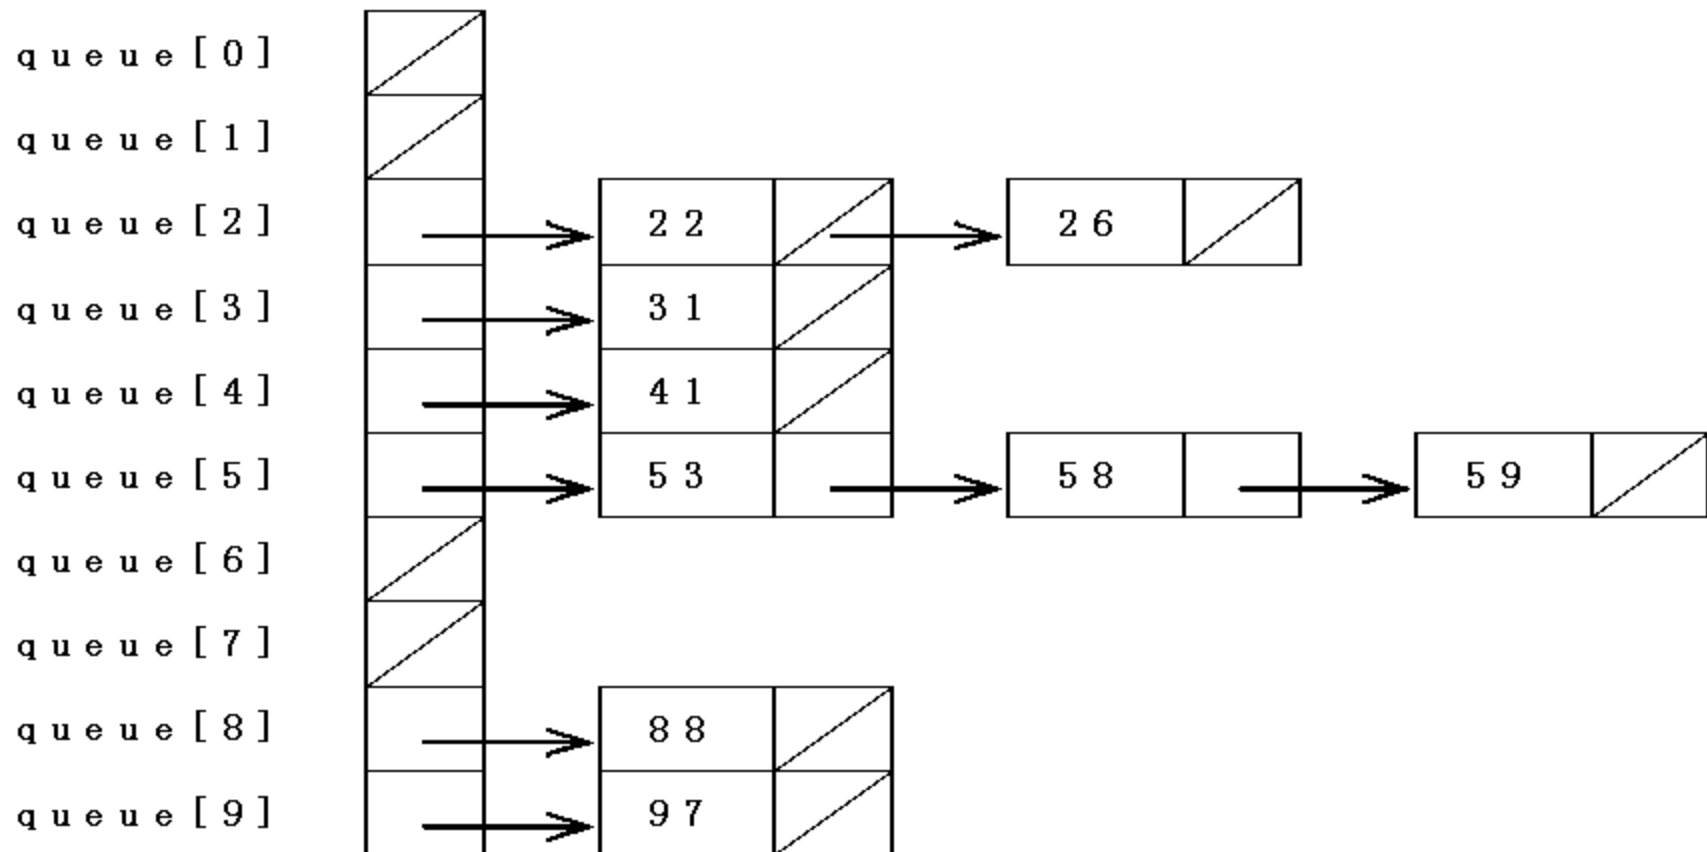 queue[0]
queue[1]
queue[2] 22 26
queue[3] 31
queue[4] 41
queue[5] 53 58 59
queue[6]
queue[7]
queue[8] 88
queue[9] 97